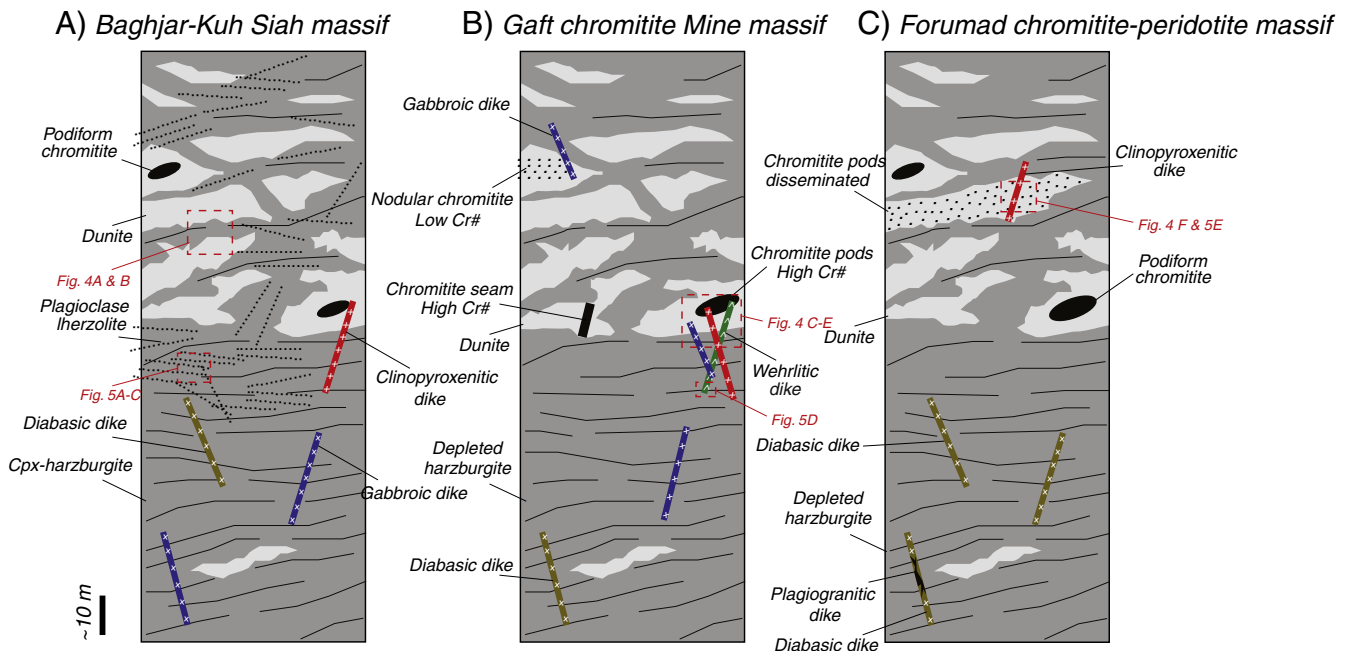 A) Baghjar-Kuh Siah massif
Podiform
chromitite
Dunite
Fig. 4A & B
Plagioclase
lherzolite
Fig. 5A-C
Clinopyroxenitic
dike
Diabasic dike
Cpx-harzburgite
Gabbroic dike
~10 m
B) Gaft chromitite Mine massif
Gabbroic dike
Nodular chromitite
Low Cr#
Chromitite pods
High Cr#
Chromitite seam
High Cr#
Fig. 4 C-E
Dunite
Wehrlitic
dike
Fig. 5D
Depleted
harzburgite
Diabasic dike
C) Forumad chromitite-peridotite massif
Clinopyroxenitic
dike
Chromitite pods
disseminated
Fig. 4 F & 5E
Podiform
chromitite
Dunite
Diabasic dike
Depleted
harzburgite
Plagiogranitic
dike
Diabasic dike